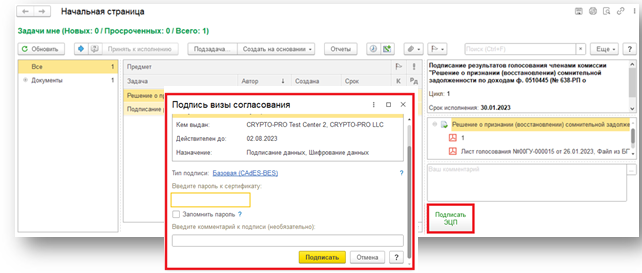 Начальная страница
Задачи мне (Новых: 0 / Просроченных: 0 / Всего: 1)
Обновить
Принять к исполнению
Подзадача...
Создать на основании
Отчеты
Поиск (Ctrl+F)
×
Еще
?
Все 1
Документы 1
Предмет
Задача Автор ↓ Создана Срок К РД
Решение о п
Подписание
Подпись визы согласования
Кем выдан: CRYPTO-PRO Test Center 2, CRYPTO-PRO LLC
Действителен до: 02.08.2023
Назначение: Подписание данных, Шифрование данных
Тип подписи: Базовая (CAdES-BES) ?
Введите пароль к сертификату:
Запомнить пароль ?
Введите комментарий к подписи (необязательно):
Подписать Отмена ?
Подписание результатов голосования членами комиссии
"Решение о признании (восстановлении) сомнительной
задолженности по доходам ф. 0510445 (№ 638-РП о
Цикл: 1
Срок исполнения: 30.01.2023
Решение о признании (восстановлении) сомнительной задолже
1
Лист голосования №00ГУ-000015 от 26.01.2023, Файл из БГ
Ваш комментарий
Подписать
ЭЦП